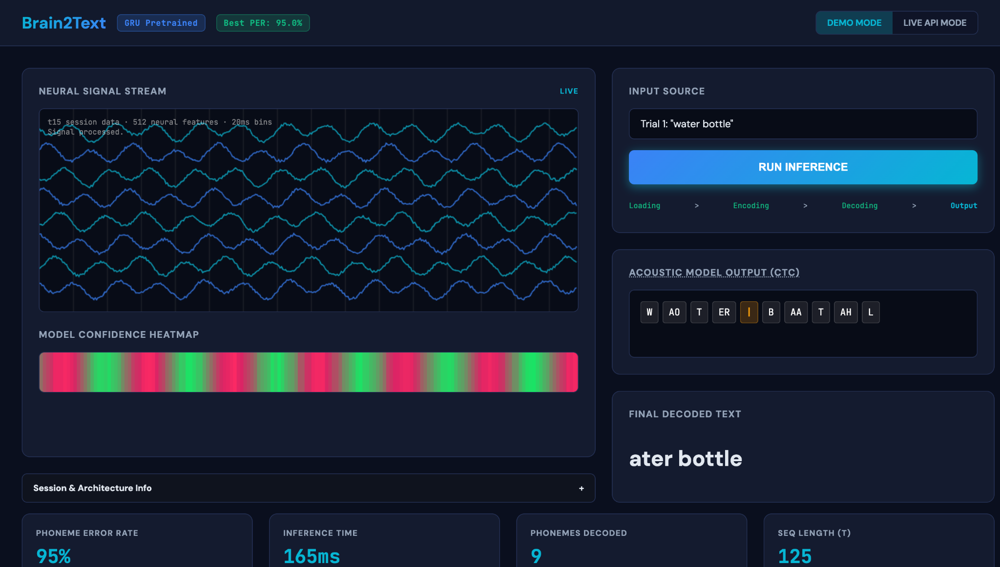 Brain2Text GRU Pretrained Best PER: 95.0% DEMO MODE LIVE API MODE
NEURAL SIGNAL STREAM LIVE
t15 session data · 512 neural features · 20ms bins
Signal processed.
MODEL CONFIDENCE HEATMAP
Session & Architecture Info +
INPUT SOURCE
Trial 1: "water bottle"
RUN INFERENCE
Loading > Encoding > Decoding > Output
ACOUSTIC MODEL OUTPUT (CTC)
W AO T ER | B AA T AH L
FINAL DECODED TEXT
ater bottle
PHONEME ERROR RATE
95%
INFERENCE TIME
165ms
PHONEMES DECODED
9
SEQ LENGTH (T)
125